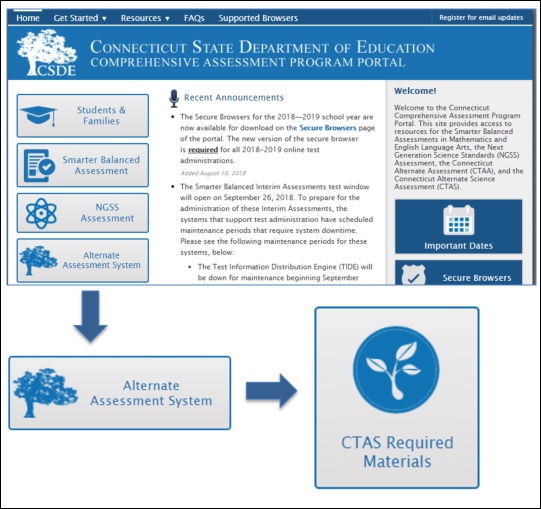 Home Get Started ▾ Resources ▾ FAQs Supported Browsers Register for email updates
CSDE
CONNECTICUT STATE DEPARTMENT OF EDUCATION
COMPREHENSIVE ASSESSMENT PROGRAM PORTAL
Students &
Families
Smarter Balanced
Assessment
NGSS
Assessment
Alternate
Assessment System
Recent Announcements
• The Secure Browsers for the 2018—2019 school year are
now available for download on the Secure Browsers page
of the portal. The new version of the secure browser
is required for all 2018-2019 online test
administrations.
Added August 10, 2018
• The Smarter Balanced Interim Assessments test window
will open on September 26, 2018. To prepare for the
administration of these Interim Assessments, the
systems that support test administration have scheduled
maintenance periods that require system downtime.
Please see the following maintenance periods for these
systems, below:
• The Test Information Distribution Engine (TIDE) will
be down for maintenance beginning September
Welcome!
Welcome to the Connecticut
Comprehensive Assessment Program
Portal. This site provides access to
resources for the Smarter Balanced
Assessments in Mathematics and
English Language Arts, the Next
Generation Science Standards (NGSS)
Assessment, the Connecticut
Alternate Assessment (CTAA), and the
Connecticut Alternate Science
Assessment (CTAS).
Important Dates
Secure Browsers
Alternate
Assessment System
CTAS Required
Materials